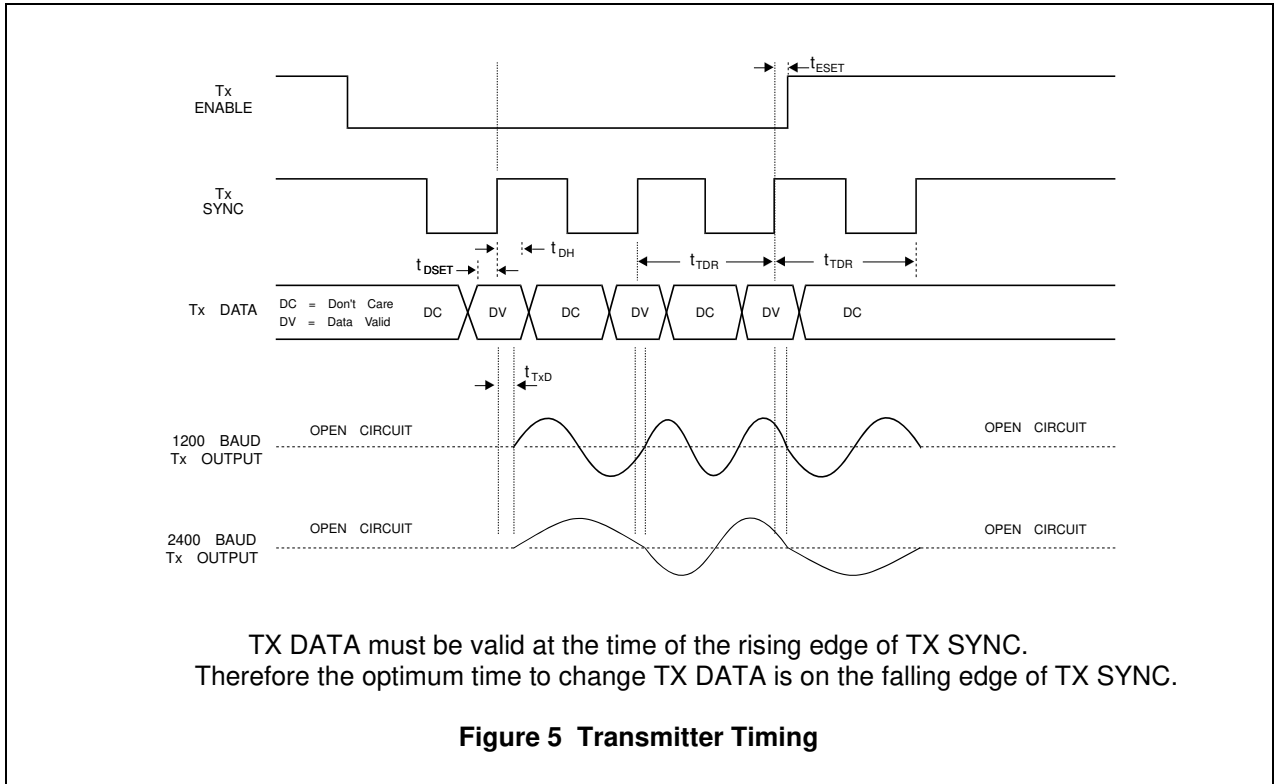 tESET
Tx
ENABLE
Tx
SYNC
tDH
tDSET
tTDR
tTDR
Tx DATA
DC = Don't Care
DV = Data Valid
DC
DV
DC
DV
DC
DV
DC
tTxD
OPEN CIRCUIT
OPEN CIRCUIT
1200 BAUD
Tx OUTPUT
OPEN CIRCUIT
OPEN CIRCUIT
2400 BAUD
Tx OUTPUT
TX DATA must be valid at the time of the rising edge of TX SYNC.
Therefore the optimum time to change TX DATA is on the falling edge of TX SYNC.
Figure 5 Transmitter Timing